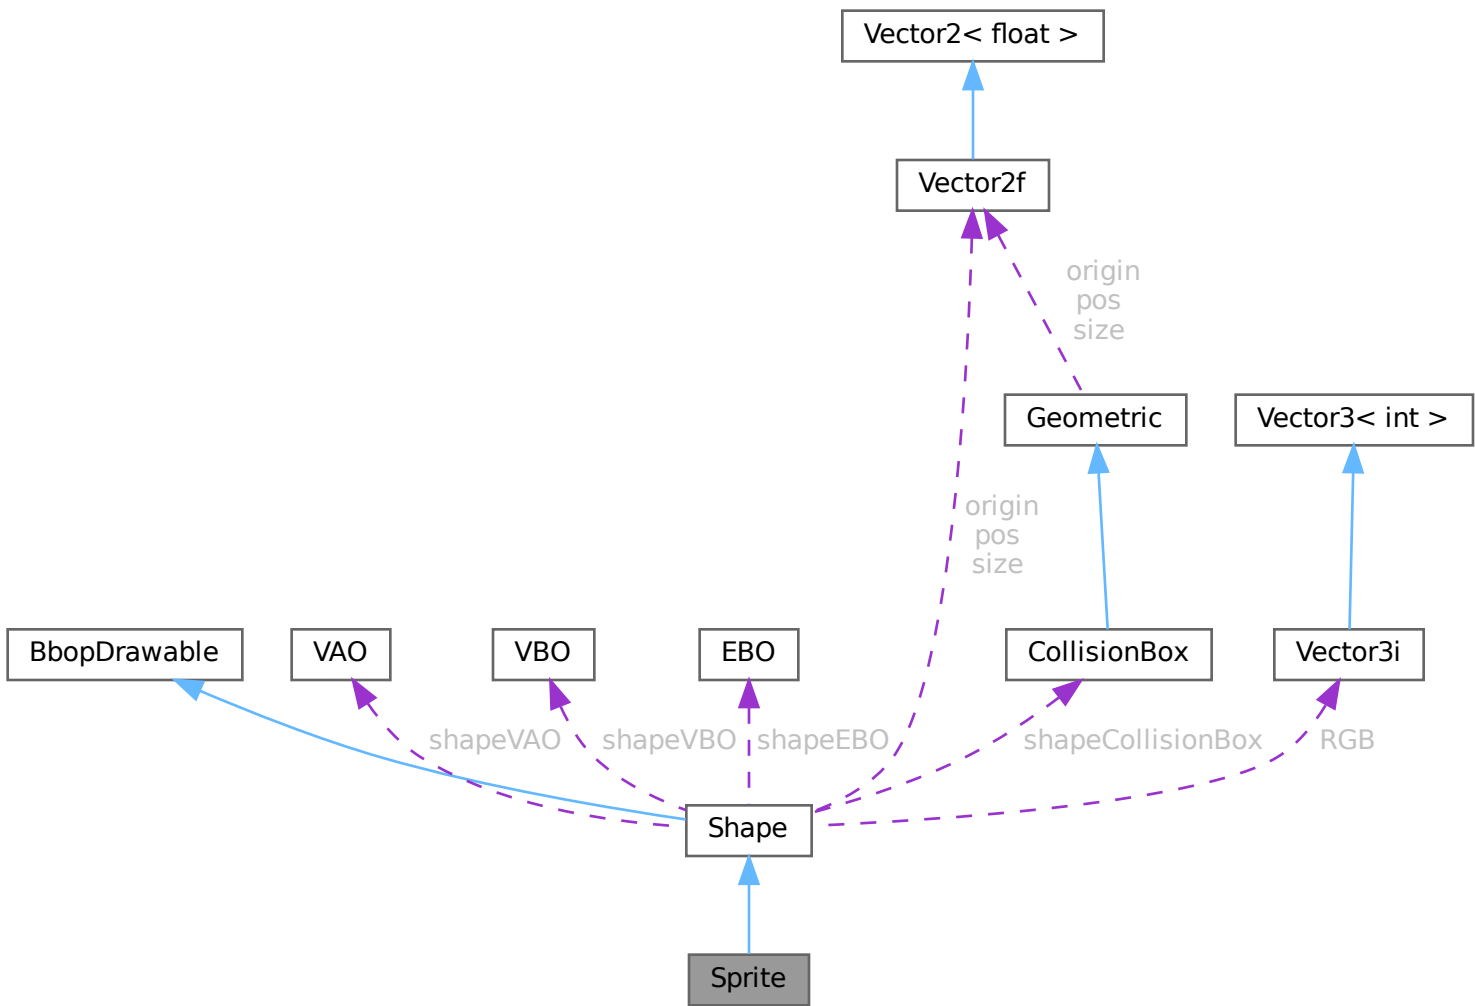 Vector2< float >
Vector2f
origin
pos
size
Geometric
Vector3< int >
origin
pos
size
BbopDrawable
VAO
VBO
EBO
CollisionBox
Vector3i
shapeVAO
shapeVBO
shapeEBO
shapeCollisionBox
RGB
Shape
Sprite